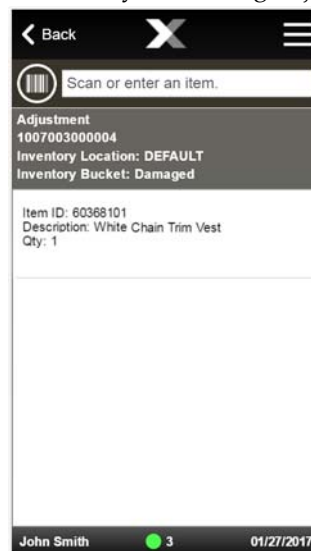 Back
Scan or enter an item.
Adjustment
1007003000004
Inventory Location: DEFAULT
Inventory Bucket: Damaged
Item ID: 60368101
Description: White Chain Trim Vest
Qty: 1
John Smith 3 01/27/2017